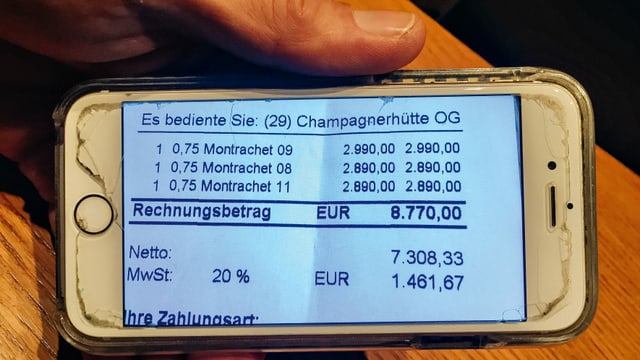 Es bediente Sie: (29) Champagnerhütte OG
1 0,75 Montrachet 09 2.990,00 2.990,00
1 0,75 Montrachet 08 2.890,00 2.890,00
1 0,75 Montrachet 11 2.890,00 2.890,00
Rechnungsbetrag EUR 8.770,00
Netto: 7.308,33
MwSt: 20 % EUR 1.461,67
Ihre Zahlungsart: